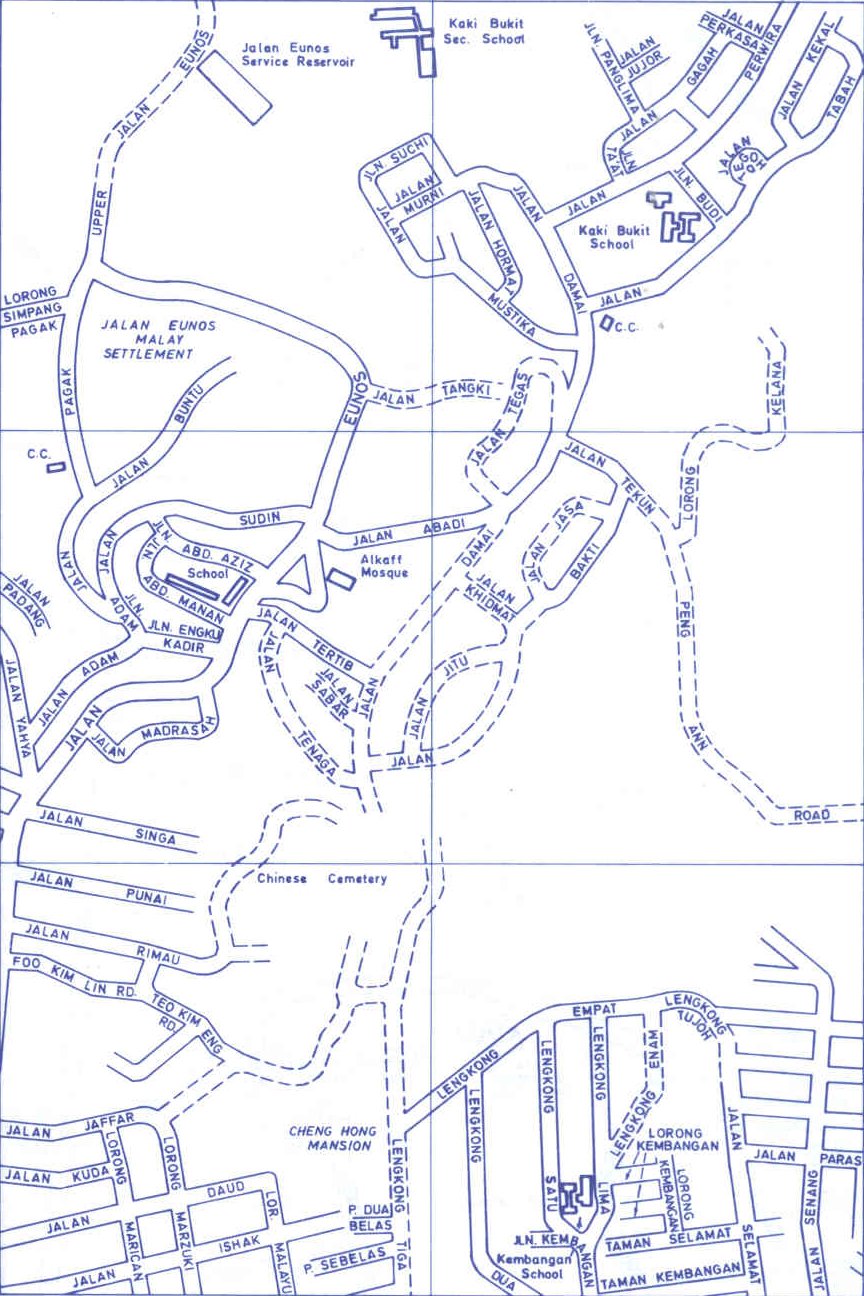 UPPER JALAN EUNOS
Jalan Eunos
Service Reservoir
Kaki Bukit
Sec. School
JALAN
PERKASA
JLN. PANGLIMA
JALAN
JUJOR
JALAN GAGAH
PERWIRA
JALAN KEKAL
TABAH
JLN.
TA'AT
JALAN
TEGOH
JLN. BUDI
Kaki Bukit
School
JLN. SUCHI
JALAN
MURNI
JALAN
JALAN HORMAT
MUSTIKA
JALAN
DAMAI
JALAN
JALAN
C.C.
LORONG
SIMPANG
PAGAK
JALAN EUNOS
MALAY
SETTLEMENT
PAGAK
JALAN BUNTU
EUNOS
JALAN TANGKI
JALAN TEGAS
LORONG KELANA
C.C.
JALAN
JALAN SUDIN
JLN. ABD. AZIZ
School
JLN.
ABD. MANAN
JLN.
ADAM
JLN. ENGKU
KADIR
JALAN ABADI
Alkaff
Mosque
DAMAI
JALAN
KHIDMAT
JALAN JASA
BAKTI
JALAN TEKUN
PENG
ANN
ROAD
JALAN
PADANG
JALAN YAHYA
JALAN ADAM
JALAN
JALAN MADRASAH
JALAN TERTIB
JALAN
SABAR
JALAN
TENAGA
JALAN
JALAN JITU
JALAN
JALAN SINGA
JALAN PUNAI
JALAN RIMAU
FOO KIM LIN RD.
TEO KIM ENG
RD.
Chinese Cemetery
CHENG HONG
MANSION
LENGKONG TIGA
LENGKONG
EMPAT
LENGKONG
TUJOH
LENGKONG DUA
LENGKONG SATU
LENGKONG LIMA
LENGKONG ENAM
LORONG
KEMBANGAN
LORONG
KEMBANGAN
JALAN SELAMAT
JALAN PARAS
JALAN SENANG
JALAN JAFFAR
JALAN KUDA
LORONG MARICAN
LORONG MARZUKI
JALAN DAUD
JALAN ISHAK
LOR. MALAYU
P. DUA
BELAS
P. SEBELAS
JLN. KEMBANGAN
Kembangan
School
TAMAN SELAMAT
TAMAN KEMBANGAN